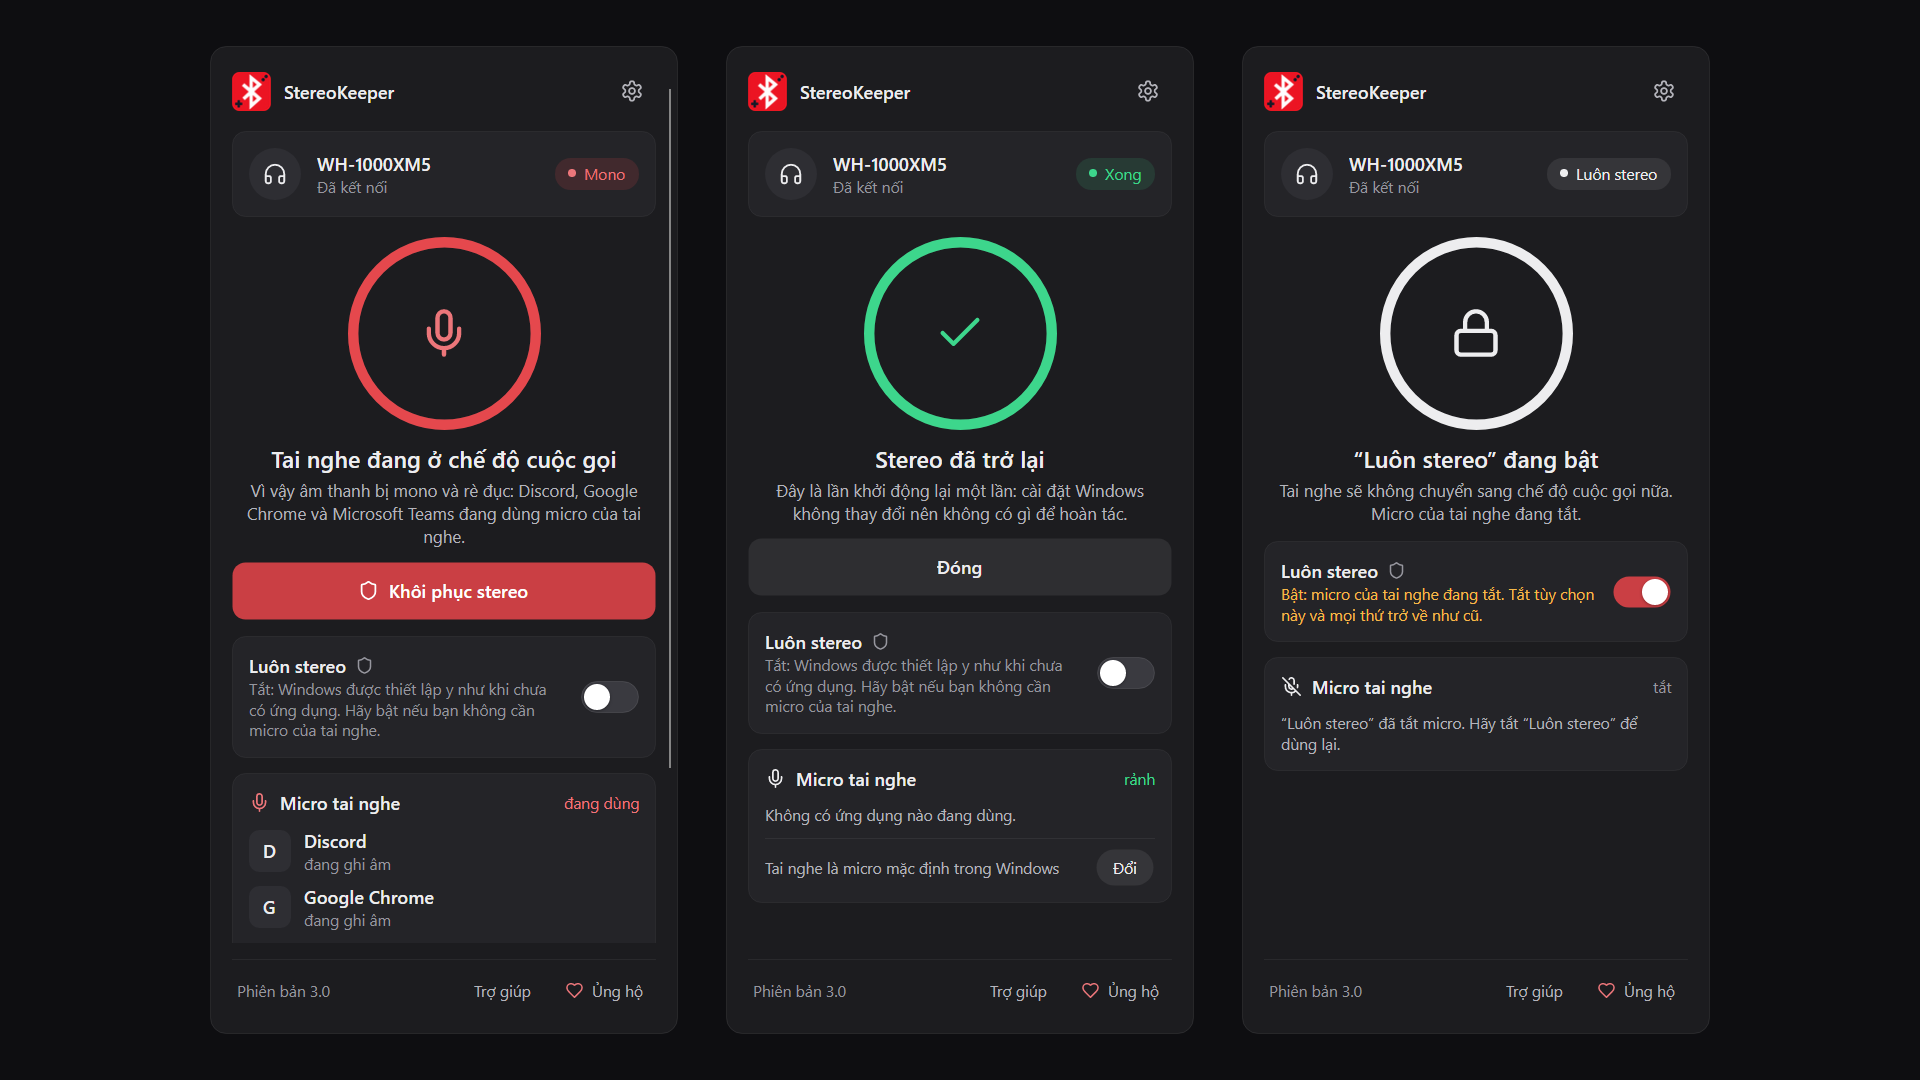 StereoKeeper
WH-1000XM5
Đã kết nối
Mono
Tai nghe đang ở chế độ cuộc gọi
Vì vậy âm thanh bị mono và rè đục: Discord, Google
Chrome và Microsoft Teams đang dùng micro của tai
nghe.
Khôi phục stereo
Luôn stereo
Tắt: Windows được thiết lập y như khi chưa
có ứng dụng. Hãy bật nếu bạn không cần
micro của tai nghe.
Micro tai nghe
đang dùng
D
Discord
đang ghi âm
G
Google Chrome
đang ghi âm
Phiên bản 3.0
Trợ giúp
Ủng hộ
StereoKeeper
WH-1000XM5
Đã kết nối
Xong
Stereo đã trở lại
Đây là lần khởi động lại một lần: cài đặt Windows
không thay đổi nên không có gì để hoàn tác.
Đóng
Luôn stereo
Tắt: Windows được thiết lập y như khi chưa
có ứng dụng. Hãy bật nếu bạn không cần
micro của tai nghe.
Micro tai nghe
rảnh
Không có ứng dụng nào đang dùng.
Tai nghe là micro mặc định trong Windows
Đổi
Phiên bản 3.0
Trợ giúp
Ủng hộ
StereoKeeper
WH-1000XM5
Đã kết nối
Luôn stereo
“Luôn stereo” đang bật
Tai nghe sẽ không chuyển sang chế độ cuộc gọi nữa.
Micro của tai nghe đang tắt.
Luôn stereo
Bật: micro của tai nghe đang tắt. Tắt tùy chọn
này và mọi thứ trở về như cũ.
Micro tai nghe
tắt
“Luôn stereo” đã tắt micro. Hãy tắt “Luôn stereo” để
dùng lại.
Phiên bản 3.0
Trợ giúp
Ủng hộ